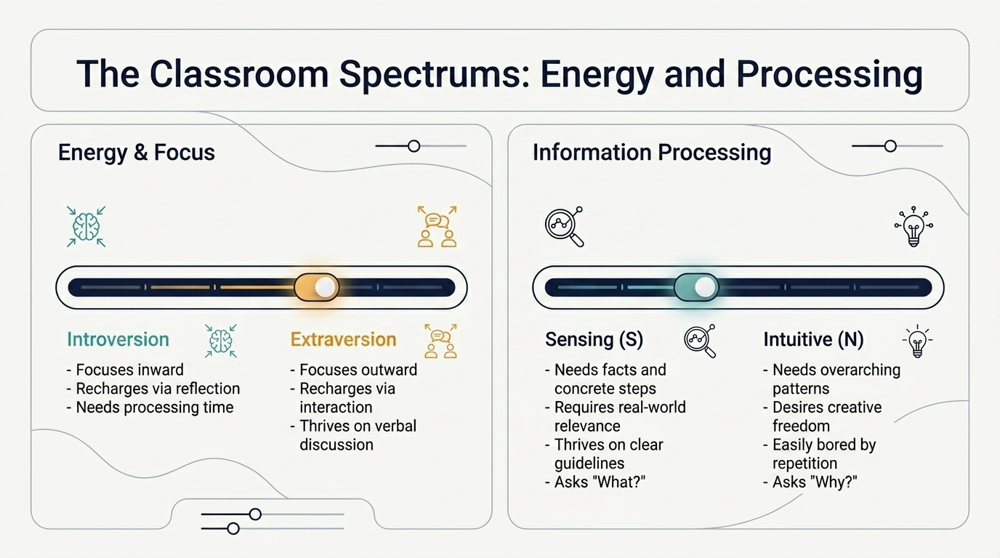 The Classroom Spectrums: Energy and Processing
Energy & Focus
Introversion
- Focuses inward
- Recharges via reflection
- Needs processing time
Extraversion
- Focuses outward
- Recharges via
interaction
- Thrives on verbal
discussion
Information Processing
Sensing (S)
- Needs facts and
concrete steps
- Requires real-world
relevance
- Thrives on clear
guidelines
- Asks "What?"
Intuitive (N)
- Needs overarching
patterns
- Desires creative
freedom
- Easily bored by
repetition
- Asks "Why?"